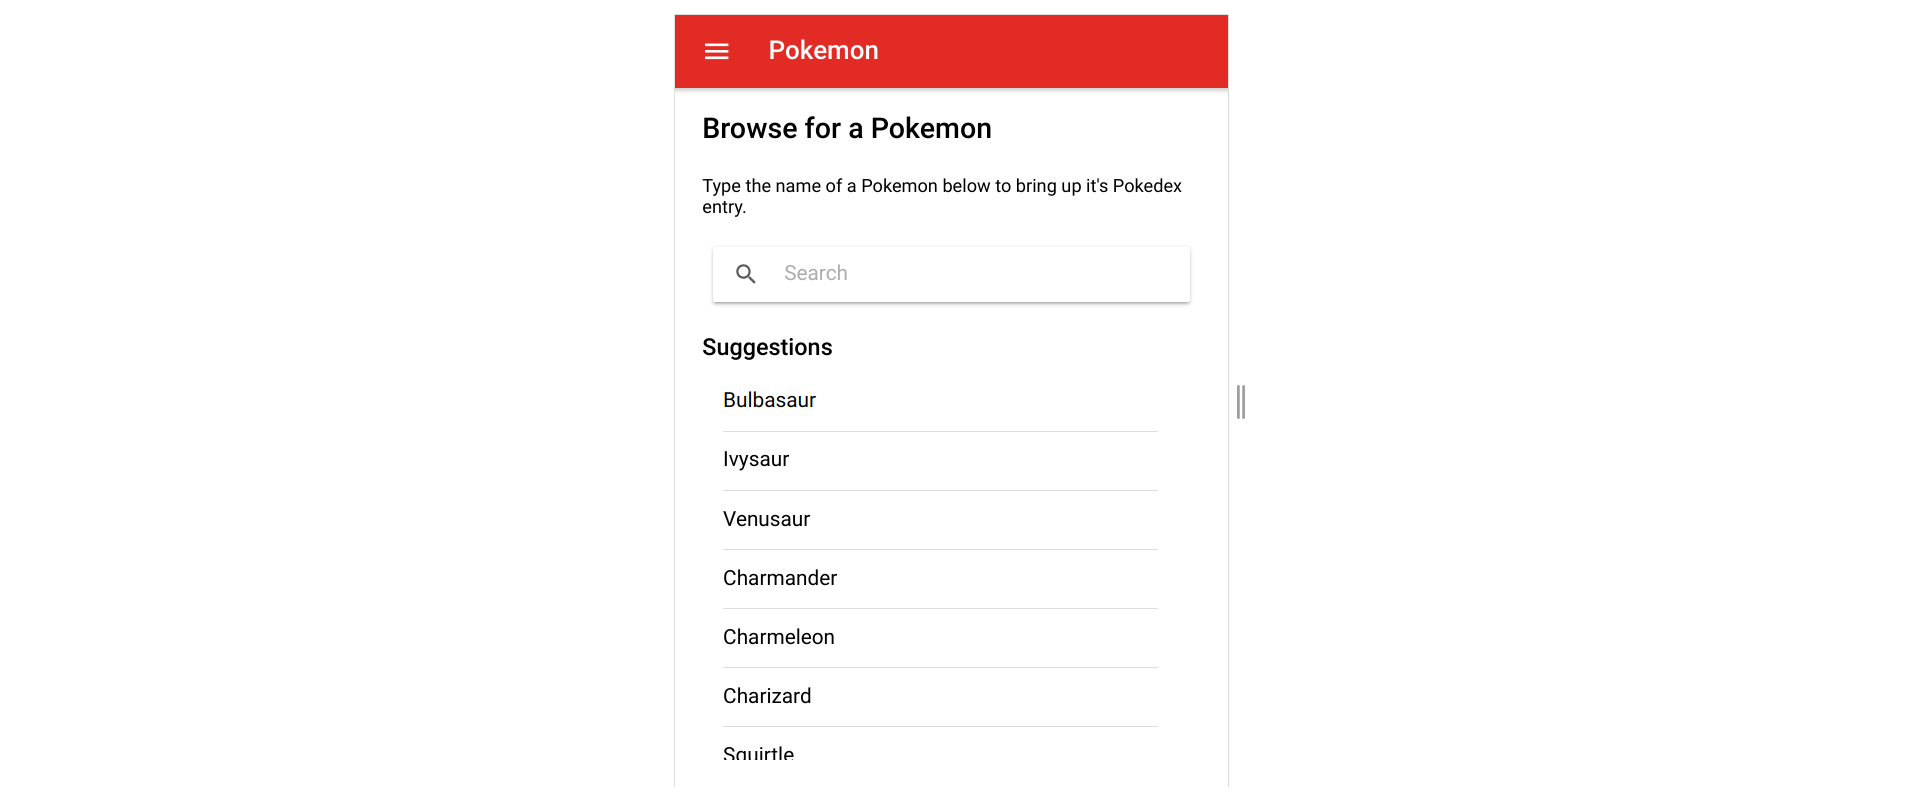 Pokemon
Browse for a Pokemon
Type the name of a Pokemon below to bring up it's Pokedex
entry.
Search
Suggestions
Bulbasaur
Ivysaur
Venusaur
Charmander
Charmeleon
Charizard
Squirtle